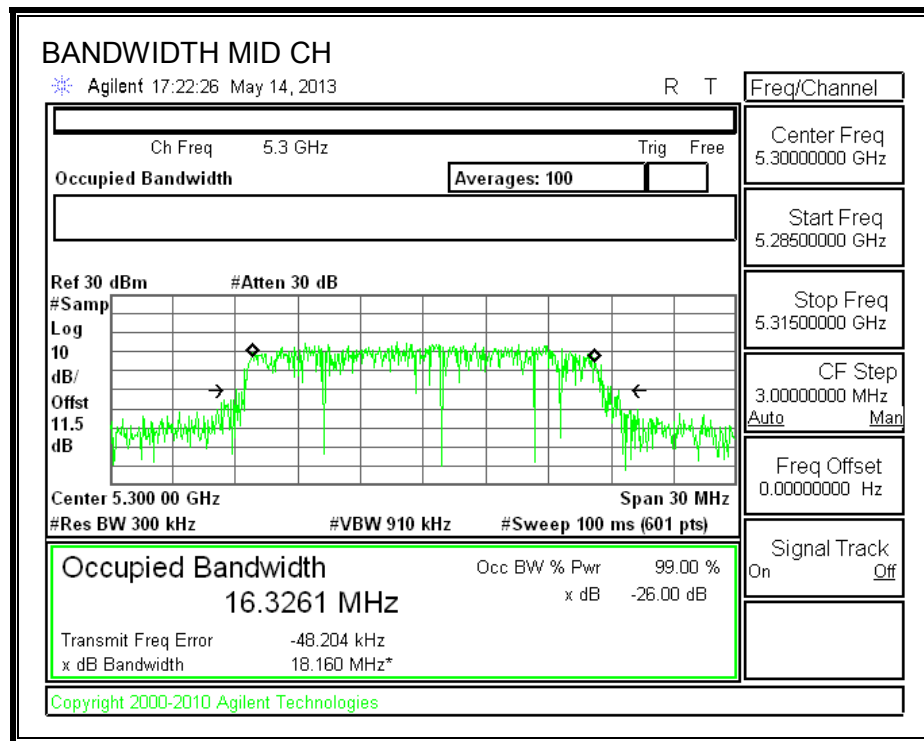 BANDWIDTH MID CH
Agilent 17:22:26 May 14, 2013 R T
Ch Freq 5.3 GHz Trig Free
Occupied Bandwidth Averages: 100
Ref 30 dBm #Atten 30 dB
#Samp
Log
10
dB/
Offst
11.5
dB
Center 5.300 00 GHz Span 30 MHz
#Res BW 300 kHz #VBW 910 kHz #Sweep 100 ms (601 pts)
Occupied Bandwidth Occ BW % Pwr 99.00 %
16.3261 MHz x dB -26.00 dB
Transmit Freq Error -48.204 kHz
x dB Bandwidth 18.160 MHz*
Copyright 2000-2010 Agilent Technologies
Freq/Channel
Center Freq
5.30000000 GHz
Start Freq
5.28500000 GHz
Stop Freq
5.31500000 GHz
CF Step
3.00000000 MHz
Auto Man
Freq Offset
0.00000000 Hz
Signal Track
On Off